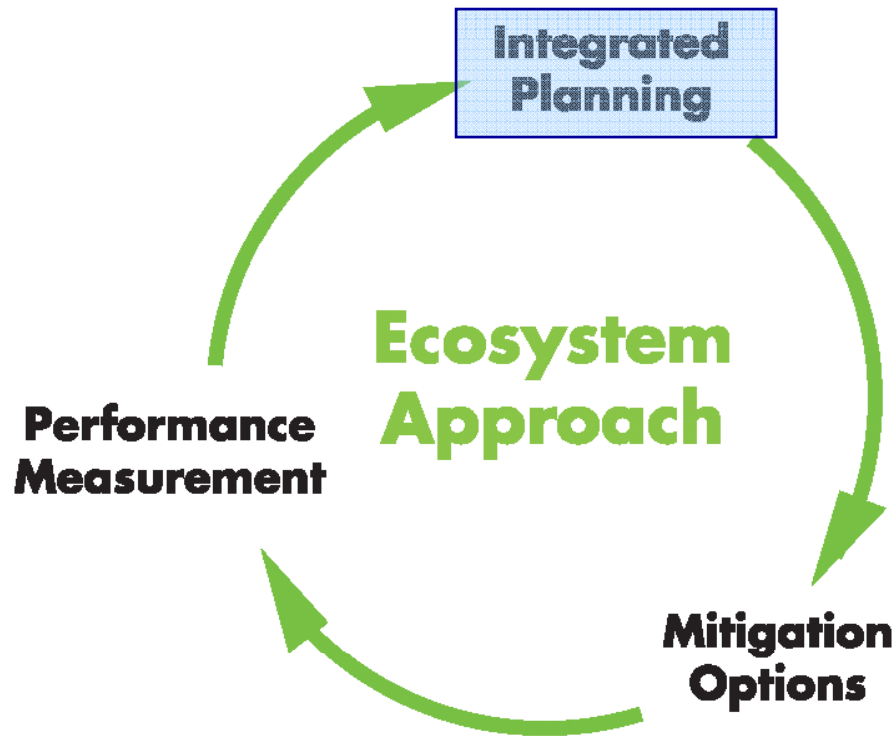 Integrated
Planning
Ecosystem
Approach
Performance
Measurement
Mitigation
Options